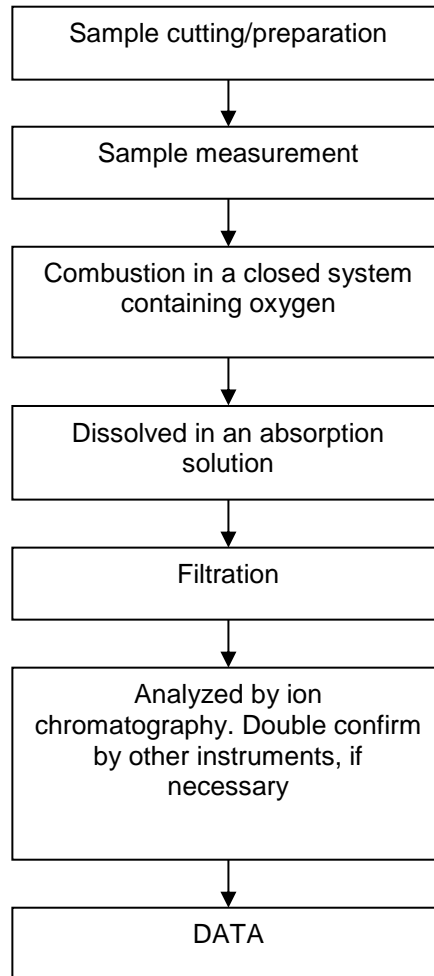 Sample cutting/preparation
Sample measurement
Combustion in a closed system
containing oxygen
Dissolved in an absorption
solution
Filtration
Analyzed by ion
chromatography. Double confirm
by other instruments, if
necessary
DATA